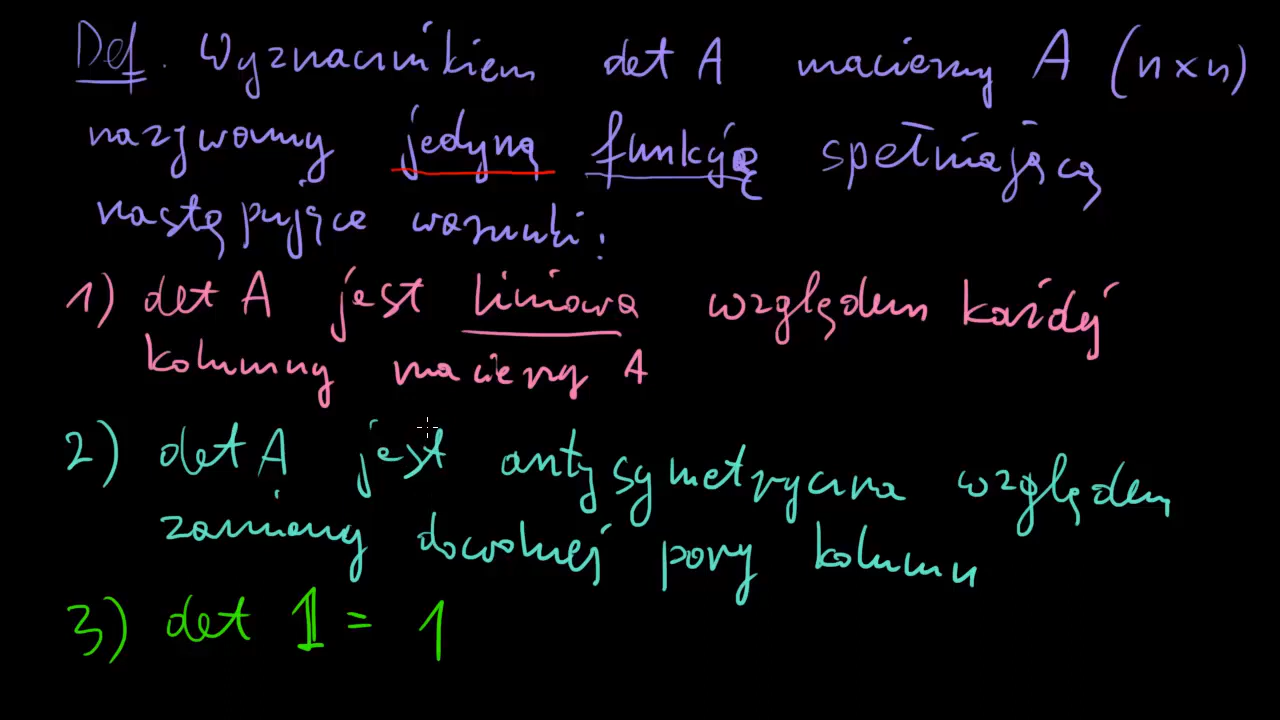 Def. Wyznacznikiem det A macierzy A (n×n)
nazywamy jedyną funkcję spełniającą
następujące warunki:
1) det A jest liniowa względem każdej
kolumny macierzy A
2) det A jest antysymetryczna względem
zamiany dowolnej pary kolumn
3) det 𝟙 = 1